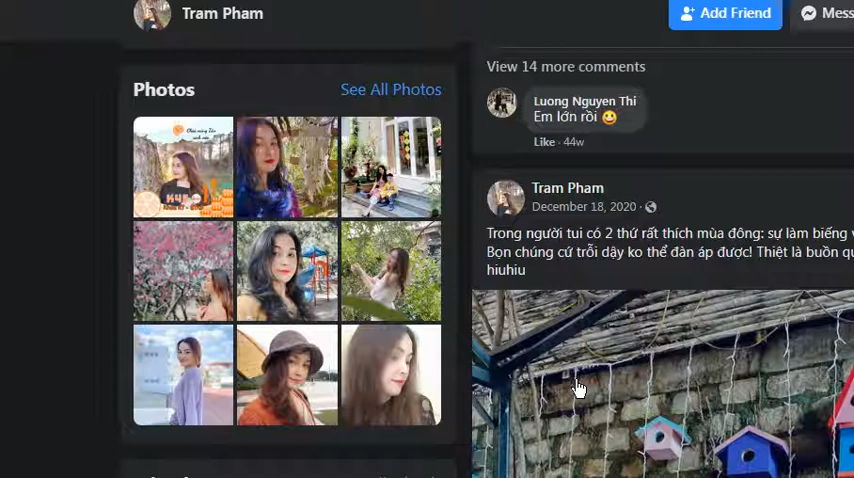 Tram Pham
Add Friend
Photos
See All Photos
View 14 more comments
Luong Nguyen Thi
Em lớn rồi
Like · 44w
Tram Pham
December 18, 2020 ·
Trong người tui có 2 thứ rất thích mùa đông: sự làm biếng
Bọn chúng cứ trỗi dậy ko thể đàn áp được! Thiệt là buồn
hiuhiu